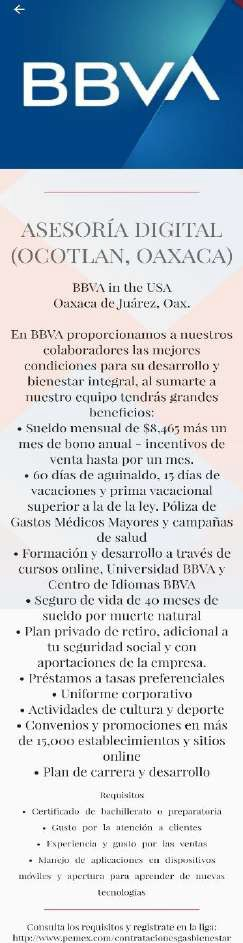 BBVA
ASESORÍA DIGITAL
(OCOTLAN, OAXACA)
BBVA in the USA
Oaxaca de Juárez, Oax.
En BBVA proporcionamos a nuestros
colaboradores las mejores
condiciones para su desarrollo y
bienestar integral, al sumarte a
nuestro equipo tendrás grandes
beneficios:
• Sueldo mensual de $8,465 más un
mes de bono anual - incentivos de
venta hasta por un mes.
• 60 días de aguinaldo, 15 días de
vacaciones y prima vacacional
superior a la de la ley. Póliza de
Gastos Médicos Mayores y campañas
de salud
• Formación y desarrollo a través de
cursos online, Universidad BBVA y
Centro de Idiomas BBVA
• Seguro de vida de 40 meses de
sueldo por muerte natural
• Plan privado de retiro, adicional a
tu seguridad social y con
aportaciones de la empresa.
• Préstamos a tasas preferenciales
• Uniforme corporativo
• Actividades de cultura y deporte
• Convenios y promociones en más
de 15,000 establecimientos y sitios
online
• Plan de carrera y desarrollo
Requisitos
• Certificado de bachillerato o preparatoria
• Gusto por la atención a clientes
• Experiencia y gusto por las ventas
• Manejo de aplicaciones en dispositivos
móviles y apertura para aprender de nuevas
tecnologías
Consulta los requisitos y regístrate en la liga:
http://www.pemex.com/contratacionesgasbienestar